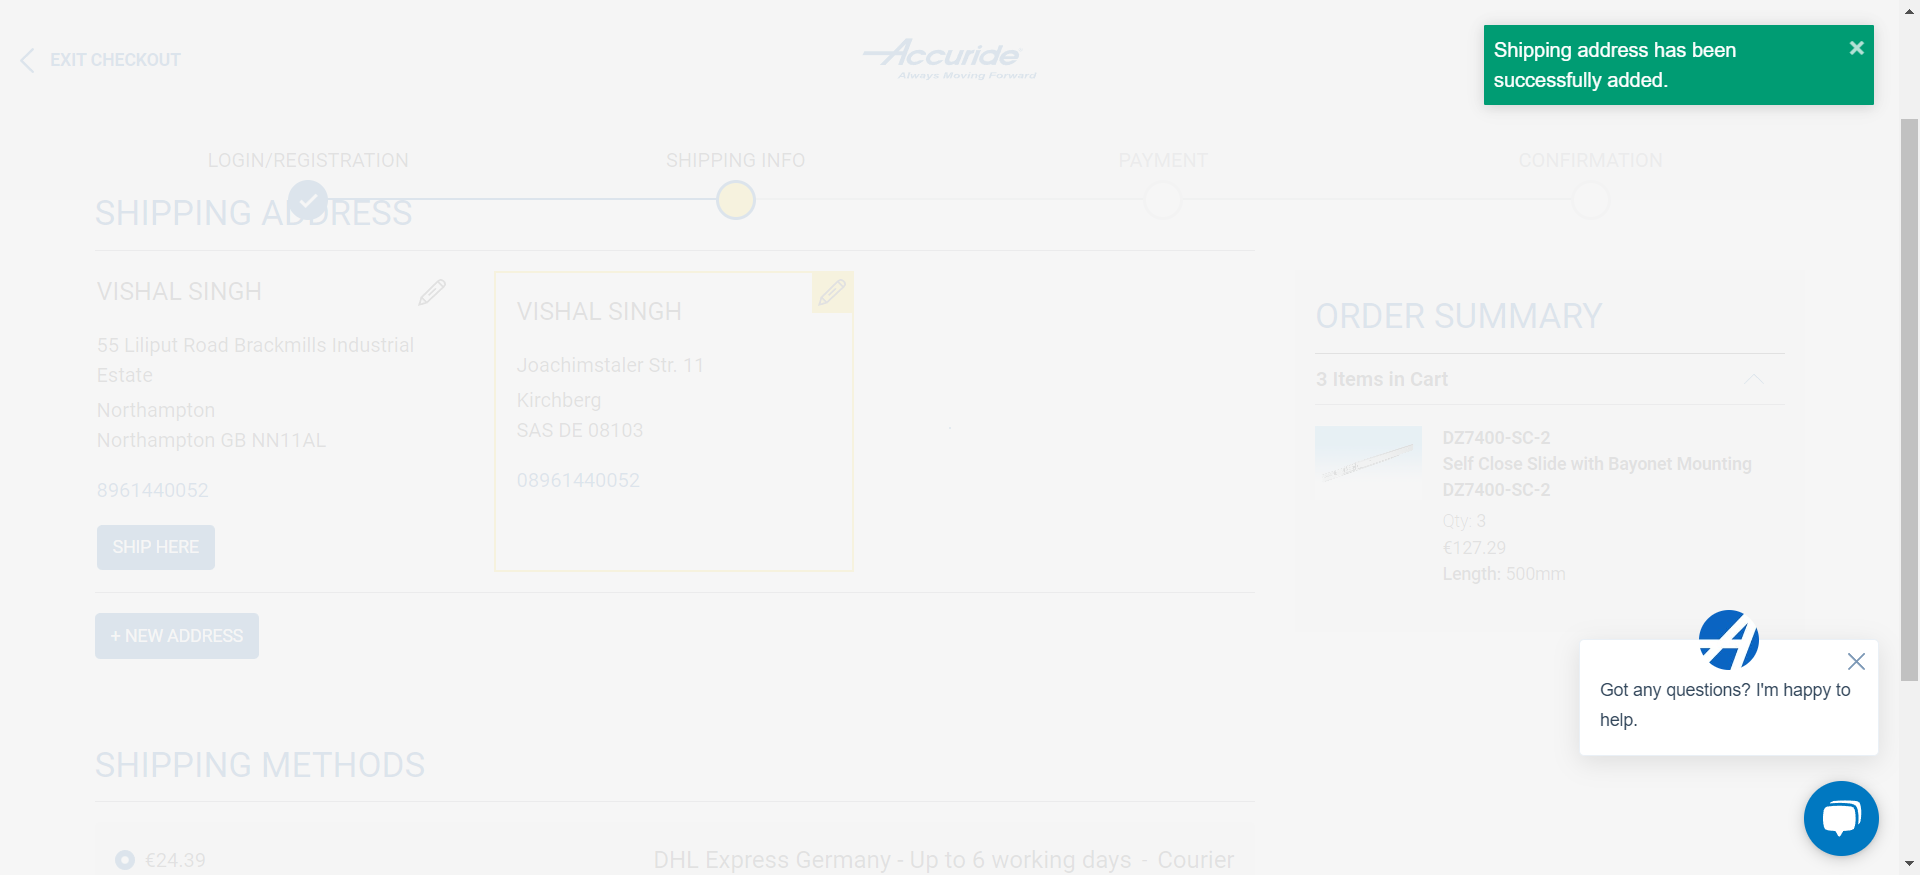 EXIT CHECKOUT
Accuride
Always Moving Forward
Shipping address has been
successfully added.
LOGIN/REGISTRATION
SHIPPING INFO
PAYMENT
CONFIRMATION
SHIPPING ADDRESS
VISHAL SINGH
55 Liliput Road Brackmills Industrial
Estate
Northampton
Northampton GB NN11AL
8961440052
SHIP HERE
VISHAL SINGH
Joachimstaler Str. 11
Kirchberg
SAS DE 08103
08961440052
+ NEW ADDRESS
ORDER SUMMARY
3 Items in Cart
DZ7400-SC-2
Self Close Slide with Bayonet Mounting
DZ7400-SC-2
Qty: 3
€127.29
Length: 500mm
Got any questions? I'm happy to
help.
SHIPPING METHODS
€24.39
DHL Express Germany - Up to 6 working days - Courier